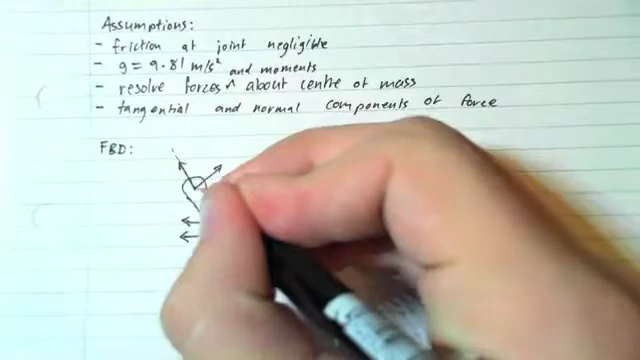 Assumptions:
- friction at joint negligible
- g = 9.81 m/s²
- resolve forces ^ and moments about centre of mass
- tangential and normal components of force
FBD: